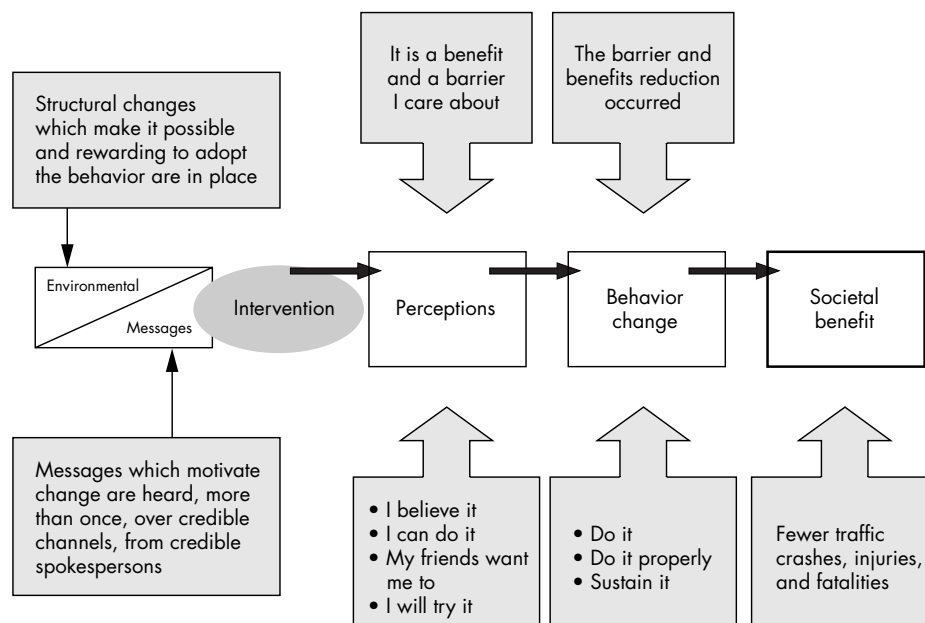 It is a benefit
and a barrier
I care about
The barrier and
benefits reduction
occurred
Structural changes
which make it possible
and rewarding to adopt
the behavior are in place
Environmental
Messages
Intervention
Perceptions
Behavior
change
Societal
benefit
Messages which motivate
change are heard, more
than once, over credible
channels, from credible
spokespersons
• I believe it
• I can do it
• My friends want
me to
• I will try it
• Do it
• Do it properly
• Sustain it
Fewer traffic
crashes, injuries,
and fatalities